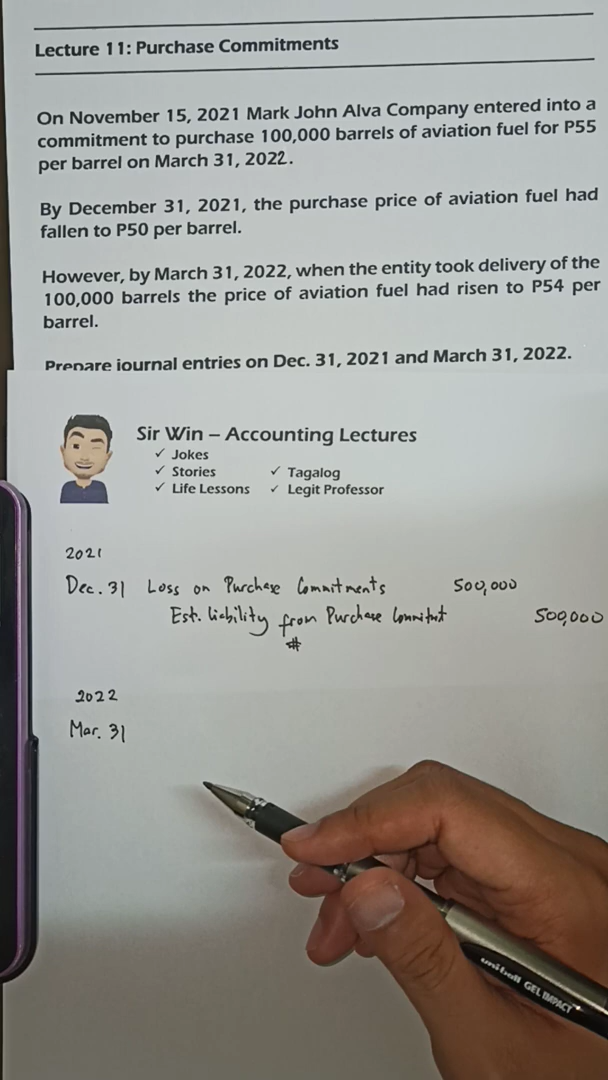 Lecture 11: Purchase Commitments
On November 15, 2021 Mark John Alva Company entered into a
commitment to purchase 100,000 barrels of aviation fuel for P55
per barrel on March 31, 2022.
By December 31, 2021, the purchase price of aviation fuel had
fallen to P50 per barrel.
However, by March 31, 2022, when the entity took delivery of the
100,000 barrels the price of aviation fuel had risen to P54 per
barrel.
Prepare journal entries on Dec. 31, 2021 and March 31, 2022.
Sir Win – Accounting Lectures
✓ Jokes
✓ Stories ✓ Tagalog
✓ Life Lessons ✓ Legit Professor
2021
Dec. 31 Loss on Purchase Commitments 500,000
Est. liability from Purchase Commitmt 500,000
#
2022
Mar. 31
uniball GEL IMPACT